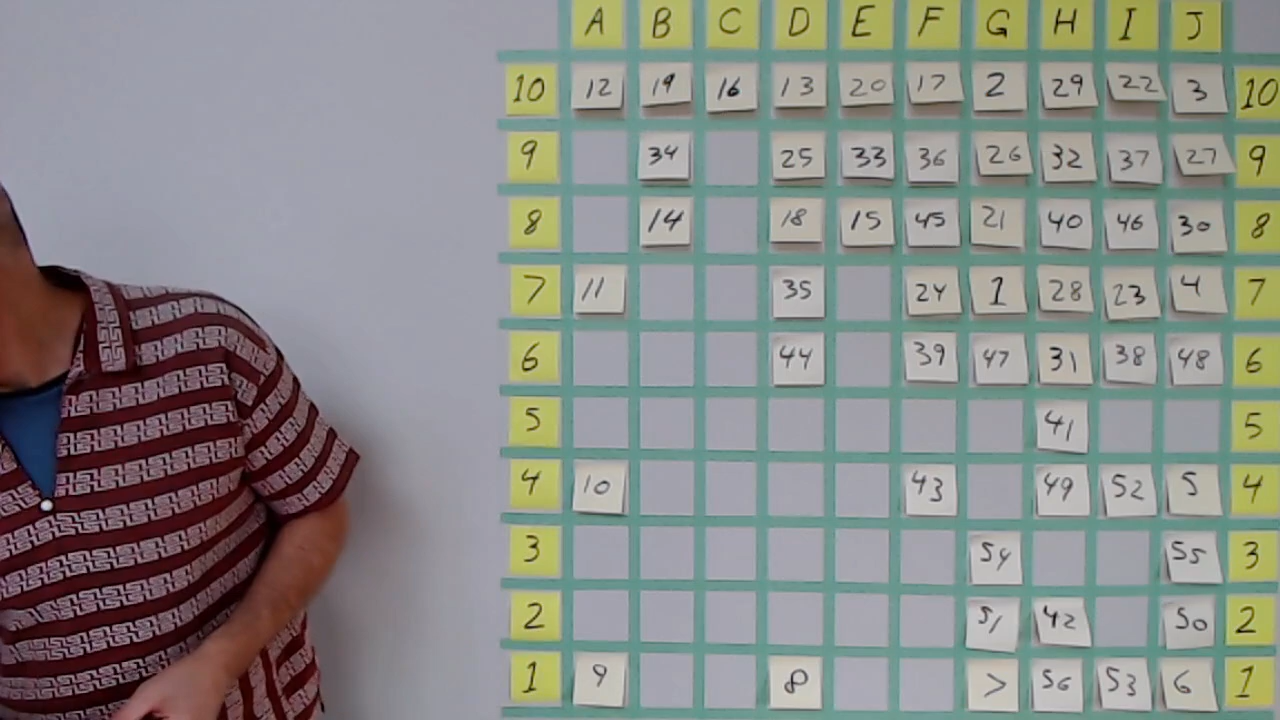 A B C D E F G H I J
10 12 19 16 13 20 17 2 29 22 3 10
9 34 25 33 36 26 32 37 27 9
8 14 18 15 45 21 40 46 30 8
7 11 35 24 1 28 23 4 7
6 44 39 47 31 38 48 6
5 41 5
4 10 43 49 52 5 4
3 54 55 3
2 51 42 50 2
1 9 8 > 56 53 6 1